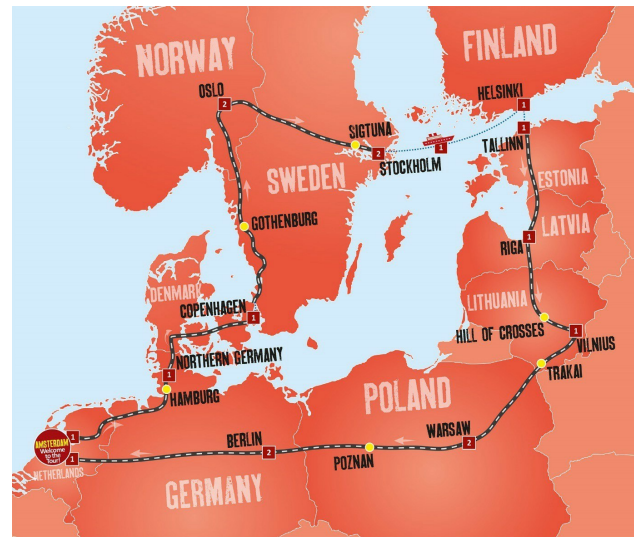 NORWAY
FINLAND
OSLO
2
HELSINKI
1
SIGTUNA
2
STOCKHOLM
1
1
TALLINN
ESTONIA
SWEDEN
GOTHENBURG
LATVIA
1
RIGA
DENMARK
COPENHAGEN
1
LITHUANIA
HILL OF CROSSES
1
VILNIUS
1
NORTHERN GERMANY
HAMBURG
TRAKAI
POLAND
AMSTERDAM
Welcome
to the
Tour!
1
1
NETHERLANDS
BERLIN
2
POZNAN
WARSAW
2
GERMANY